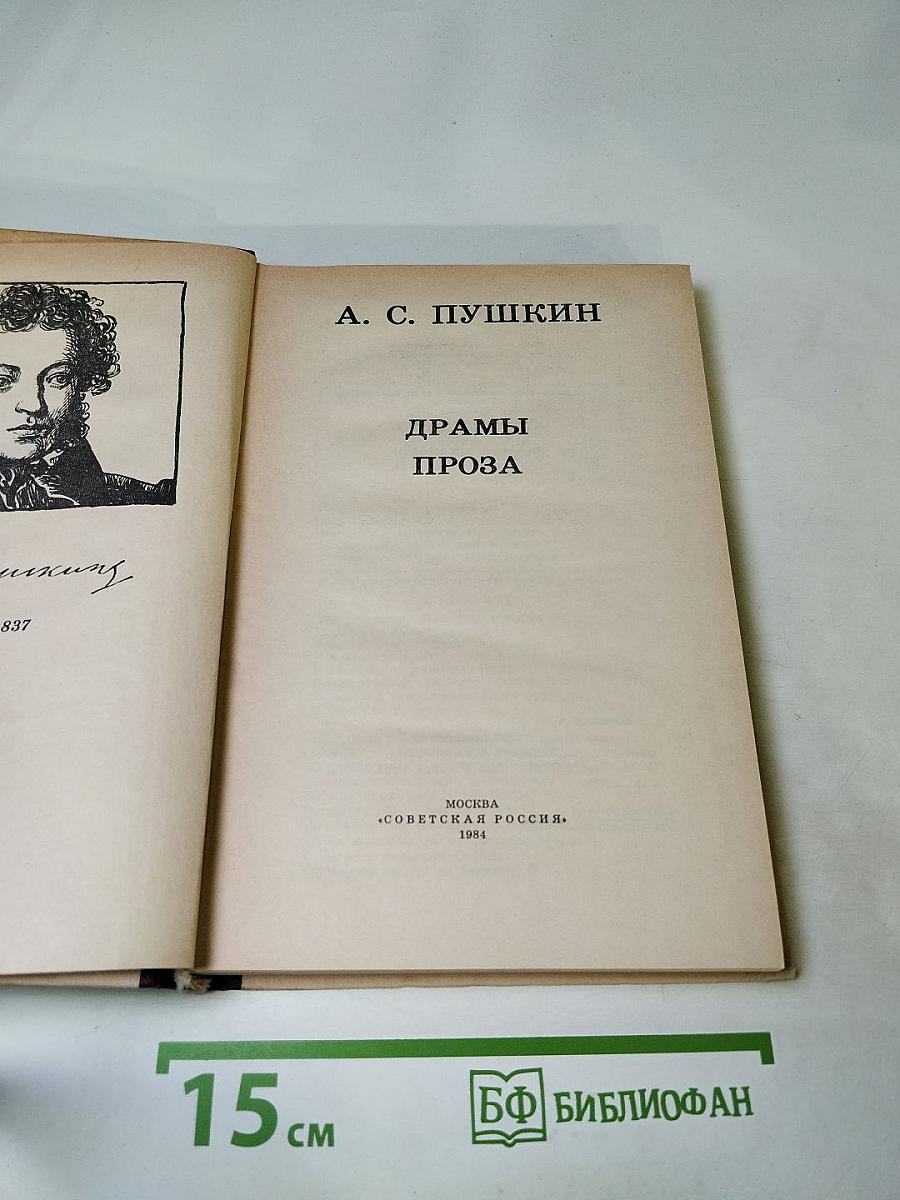 837
А. С. ПУШКИН
ДРАМЫ
ПРОЗА
МОСКВА
«СОВЕТСКАЯ РОССИЯ»
1984
15 см
БФ БИБЛИОФАН